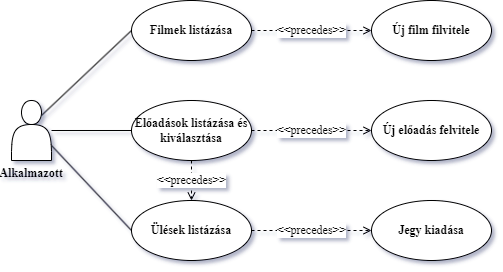 Filmek listázása
<<precedes>>
Új film filvitele
Előadások listázása és
kiválasztása
<<precedes>>
Új előadás felvitele
Alkalmazott
<<precedes>>
Ülések listázása
<<precedes>>
Jegy kiadása